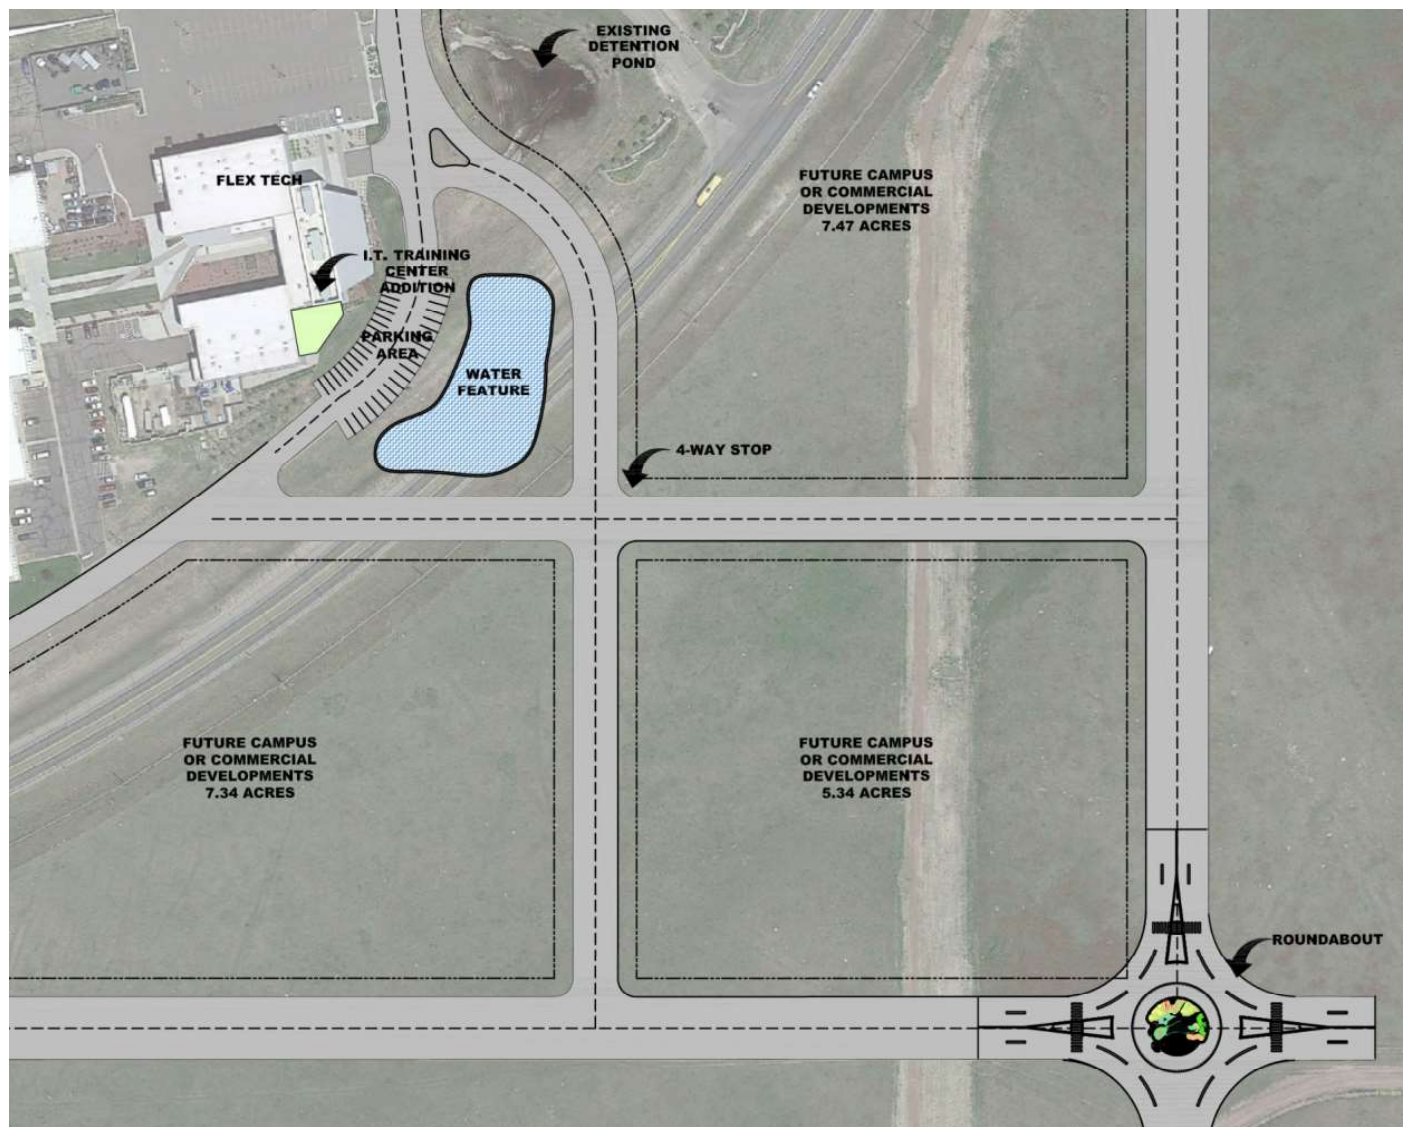 EXISTING
DETENTION
POND
FLEX TECH
FUTURE CAMPUS
OR COMMERCIAL
DEVELOPMENTS
7.47 ACRES
I.T. TRAINING
CENTER
ADDITION
PARKING
AREA
WATER
FEATURE
4-WAY STOP
FUTURE CAMPUS
OR COMMERCIAL
DEVELOPMENTS
7.34 ACRES
FUTURE CAMPUS
OR COMMERCIAL
DEVELOPMENTS
5.34 ACRES
ROUNDABOUT